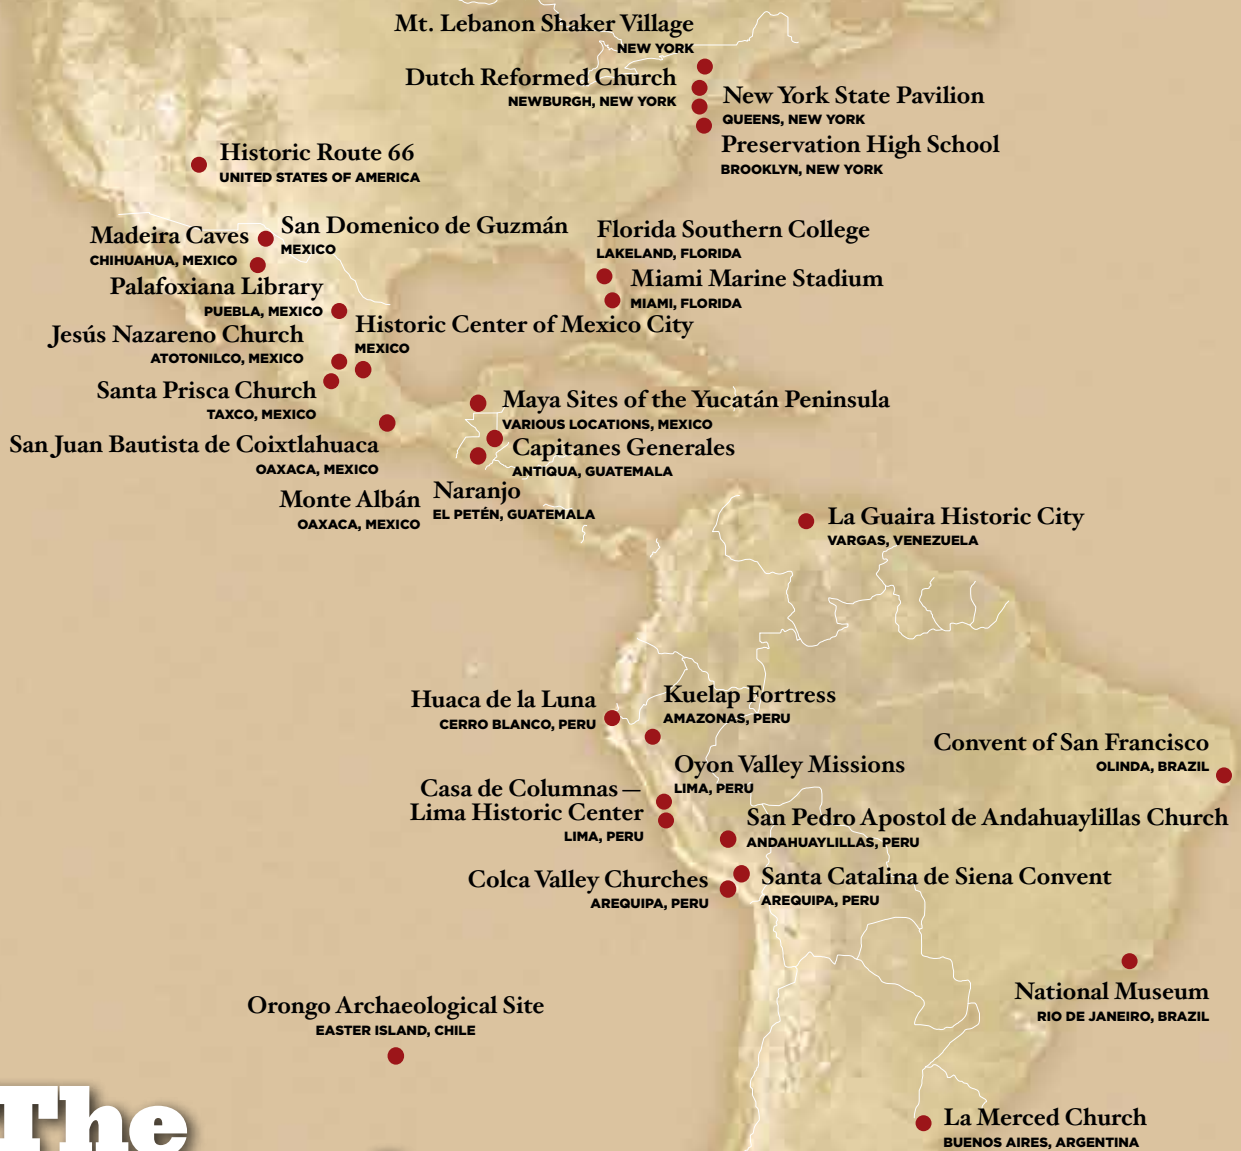 Mt. Lebanon Shaker Village
NEW YORK
Dutch Reformed Church
NEWBURGH, NEW YORK
New York State Pavilion
QUEENS, NEW YORK
Preservation High School
BROOKLYN, NEW YORK
Historic Route 66
UNITED STATES OF AMERICA
San Domenico de Guzmán
MEXICO
Madeira Caves
CHIHUAHUA, MEXICO
Florida Southern College
LAKELAND, FLORIDA
Miami Marine Stadium
MIAMI, FLORIDA
Palafoxiana Library
PUEBLA, MEXICO
Historic Center of Mexico City
MEXICO
Jesús Nazareno Church
ATOTONILCO, MEXICO
Santa Prisca Church
TAXCO, MEXICO
Maya Sites of the Yucatán Peninsula
VARIOUS LOCATIONS, MEXICO
San Juan Bautista de Coixtlahuaca
OAXACA, MEXICO
Capitanes Generales
ANTIQUA, GUATEMALA
Monte Albán
OAXACA, MEXICO
Naranjo
EL PETÉN, GUATEMALA
La Guaira Historic City
VARGAS, VENEZUELA
Huaca de la Luna
CERRO BLANCO, PERU
Kuelap Fortress
AMAZONAS, PERU
Convent of San Francisco
OLINDA, BRAZIL
Oyon Valley Missions
LIMA, PERU
Casa de Columnas —
Lima Historic Center
LIMA, PERU
San Pedro Apostol de Andahuaylillas Church
ANDAHUAYLILLAS, PERU
Colca Valley Churches
AREQUIPA, PERU
Santa Catalina de Siena Convent
AREQUIPA, PERU
National Museum
RIO DE JANEIRO, BRAZIL
Orongo Archaeological Site
EASTER ISLAND, CHILE
The
La Merced Church
BUENOS AIRES, ARGENTINA